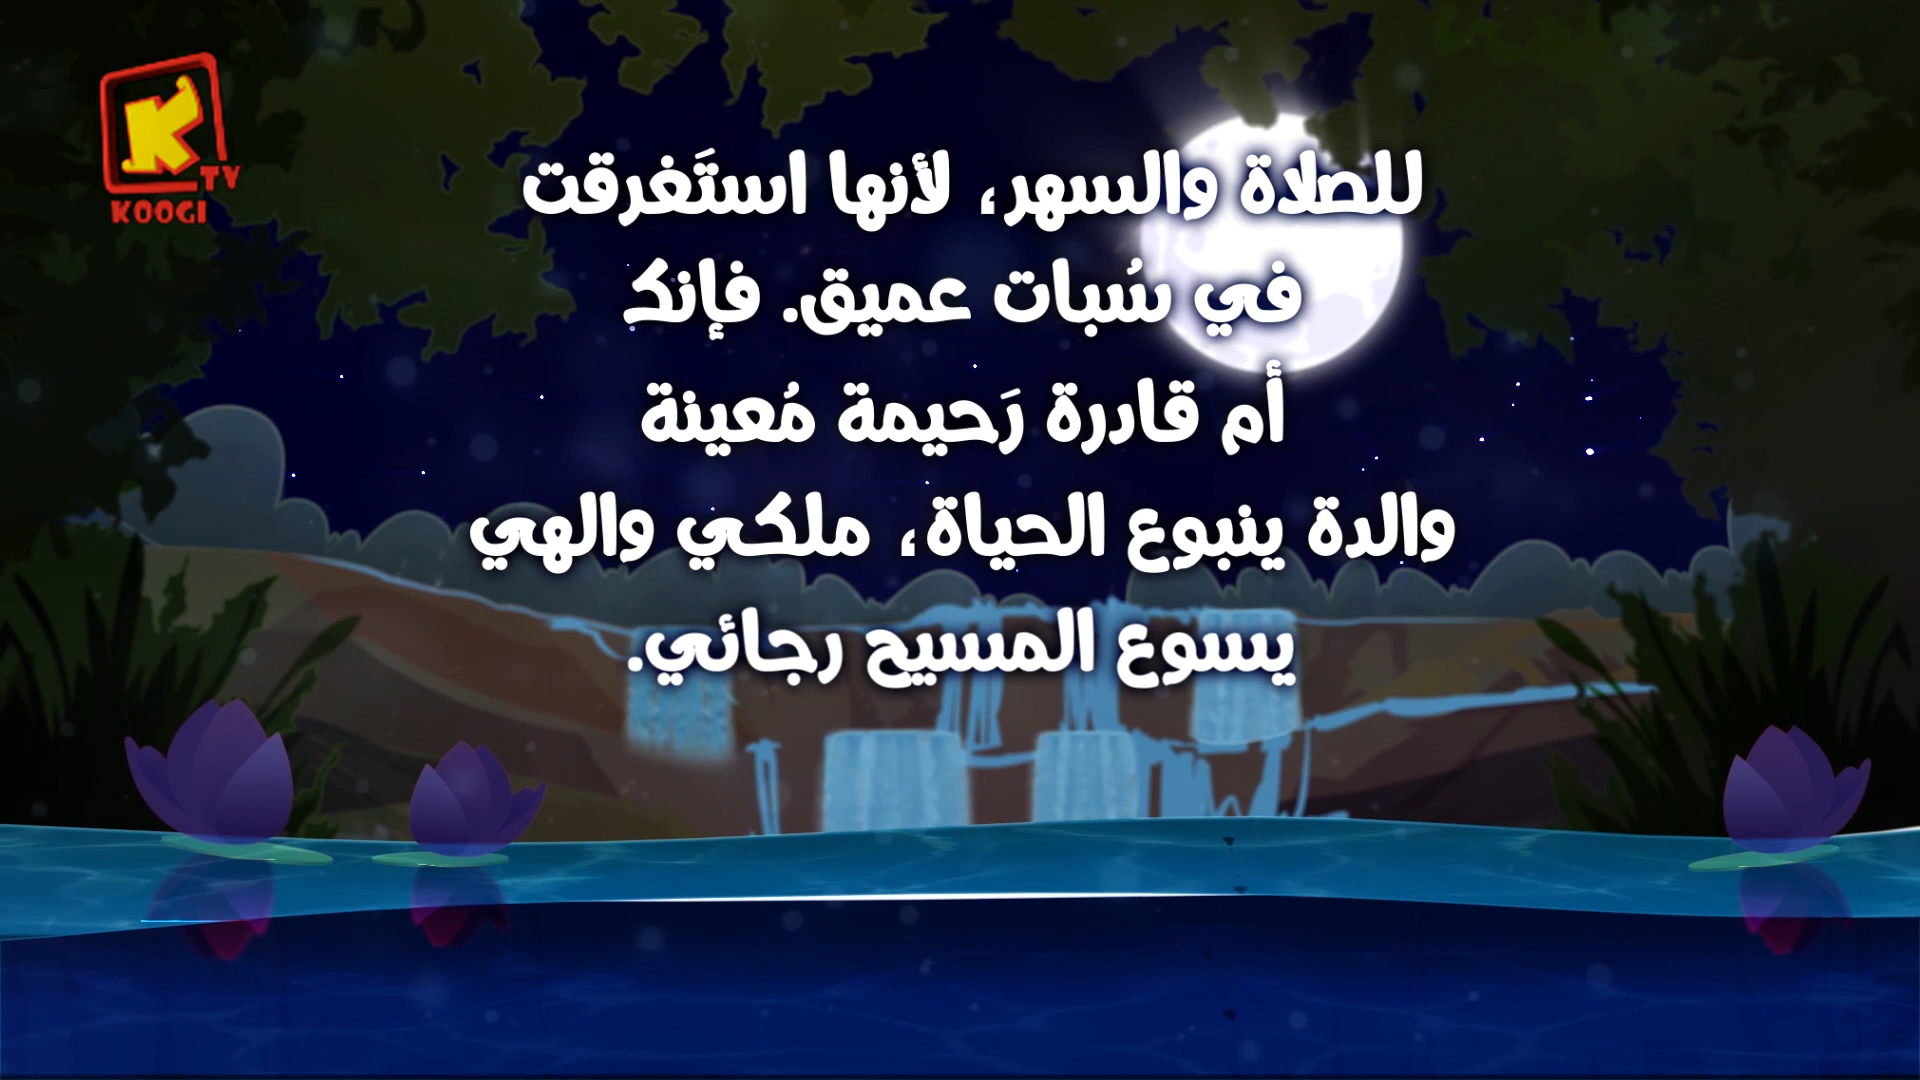 K
TV
KOOGI
للصلاة والسهر، لأنها استَغرقت
في سُبات عميق. فإنك
أم قادرة رَحيمة مُعينة
والدة ينبوع الحياة، ملكي والهي
يسوع المسيح رجائي.